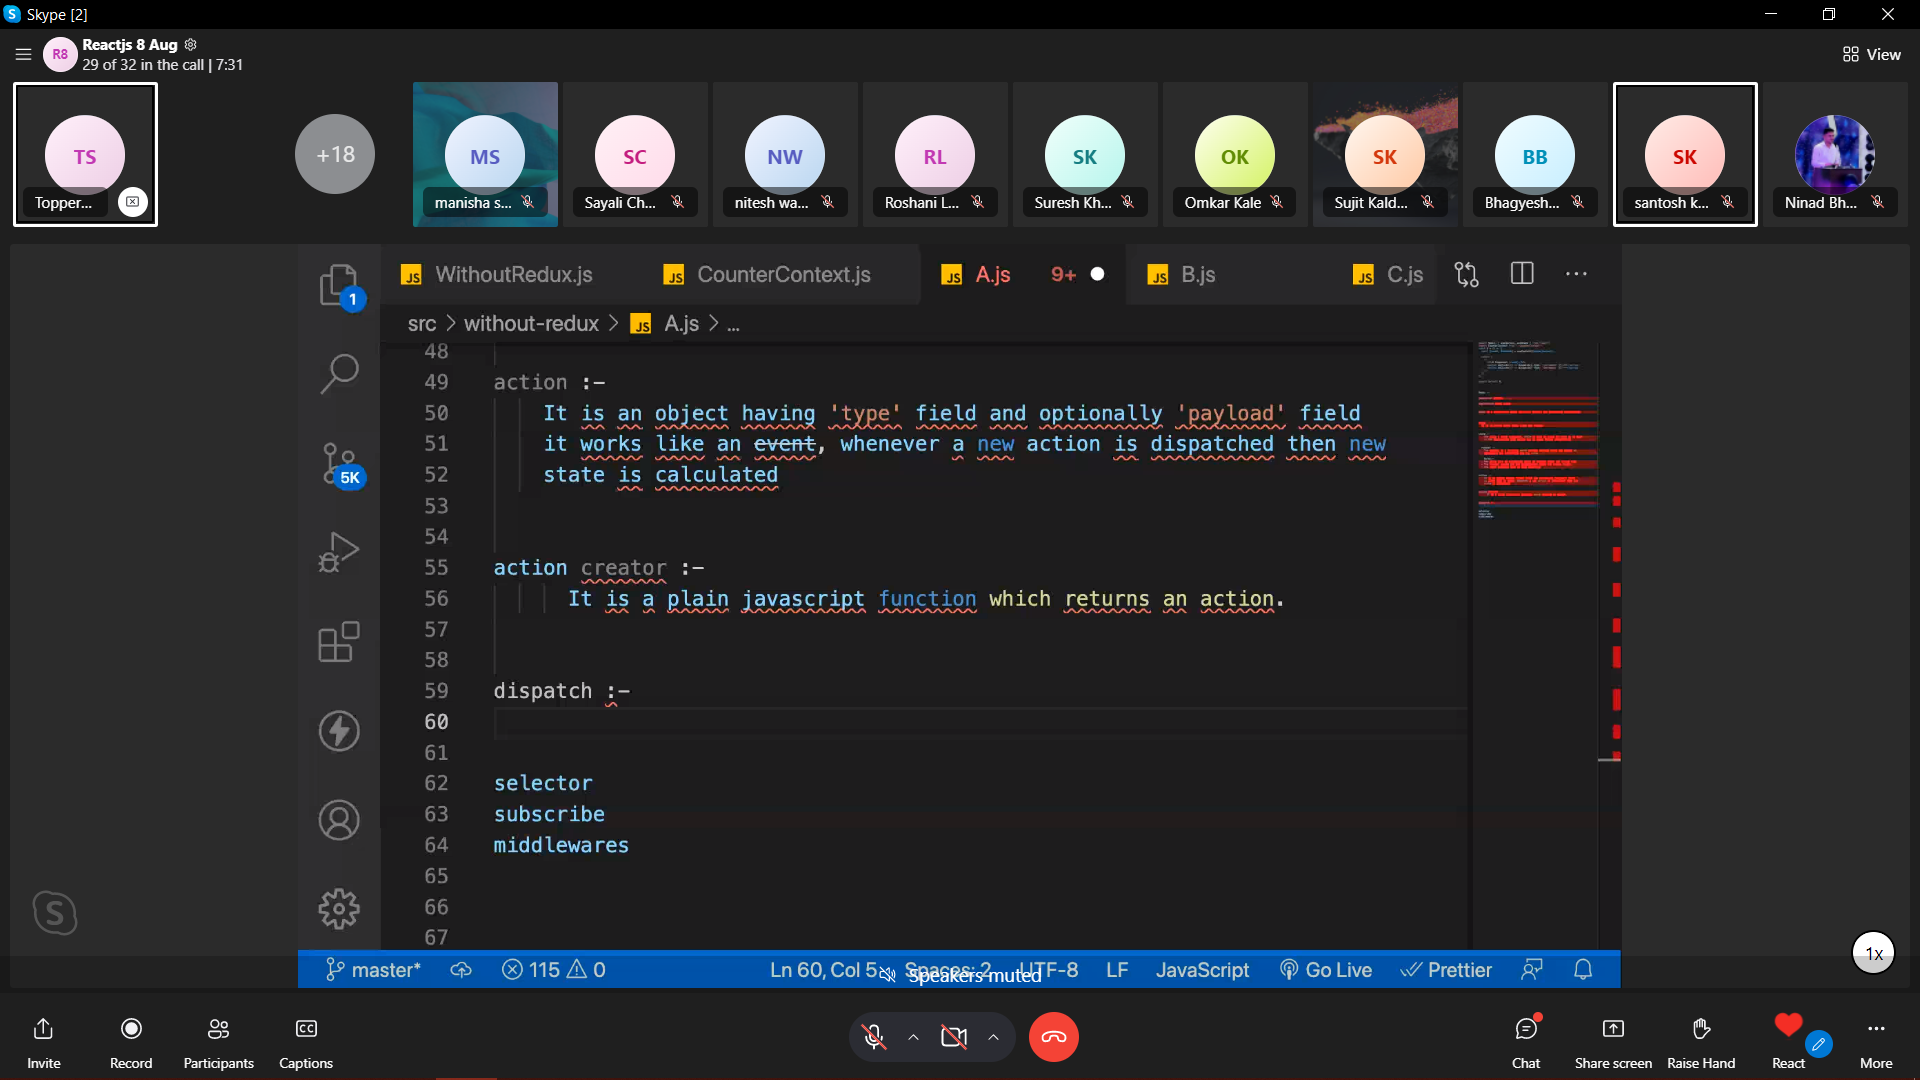 Skype [2]
R8
Reactjs 8 Aug
29 of 32 in the call | 7:31
View
TS
+18
MS
SC
NW
RL
SK
OK
SK
BB
SK
Topper...
manisha s...
Sayali Ch...
nitesh wa...
Roshani L...
Suresh Kh...
Omkar Kale
Sujit Kald...
Bhagyesh...
santosh k...
Ninad Bh...
JS WithoutRedux.js
JS CounterContext.js
JS A.js 9+
JS B.js
JS C.js
1
src > without-redux > JS A.js > ...
48
49 action :-
50 It is an object having 'type' field and optionally 'payload' field
51 it works like an event, whenever a new action is dispatched then new
52 state is calculated
53
54
55 action creator :-
56 It is a plain javascript function which returns an action.
57
58
59 dispatch :-
60
61
62 selector
63 subscribe
64 middlewares
65
66
67
5K
S
1x
master*
115 0
Ln 60, Col 5
Spaces: 2
UTF-8
LF
JavaScript
Go Live
Prettier
Speakers muted
Invite
Record
Participants
CC
Captions
Chat
Share screen
Raise Hand
React
More